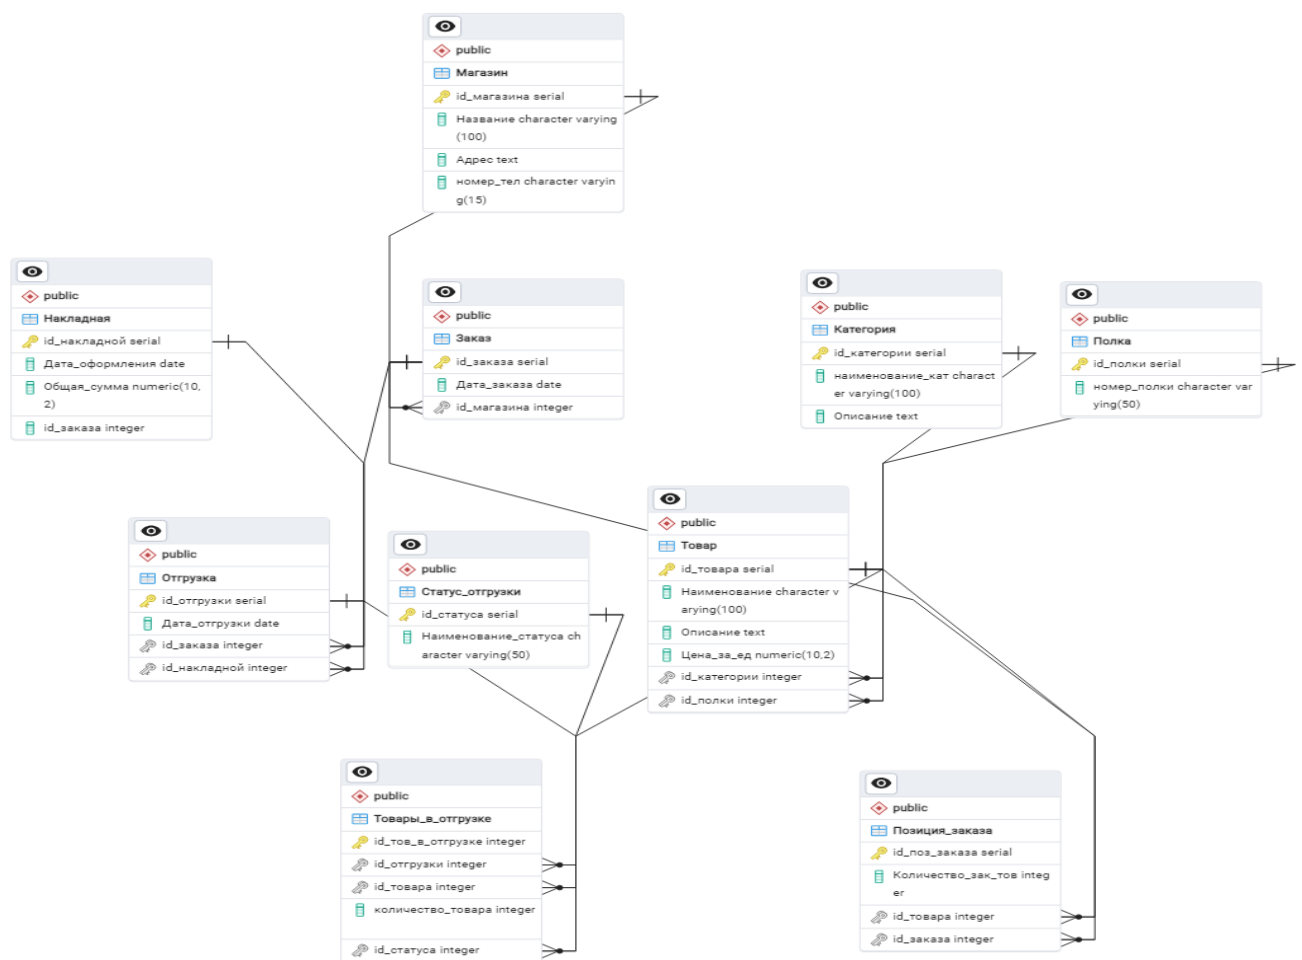 public
Магазин
id_магазина serial
Название character varying
(100)
Адрес text
номер_тел character varyin
g(15)
public
Накладная
id_накладной serial
Дата_оформления date
Общая_сумма numeric(10,
2)
id_заказа integer
public
Заказ
id_заказа serial
Дата_заказа date
id_магазина integer
public
Категория
id_категории serial
наименование_кат charact
er varying(100)
Описание text
public
Полка
id_полки serial
номер_полки character var
ying(50)
public
Отгрузка
id_отгрузки serial
Дата_отгрузки date
id_заказа integer
id_накладной integer
public
Статус_отгрузки
id_статуса serial
Наименование_статуса ch
aracter varying(50)
public
Товар
id_товара serial
Наименование character v
arying(100)
Описание text
Цена_за_ед numeric(10,2)
id_категории integer
id_полки integer
public
Товары_в_отгрузке
id_тов_в_отгрузке integer
id_отгрузки integer
id_товара integer
количество_товара integer
id_статуса integer
public
Позиция_заказа
id_поз_заказа serial
Количество_зак_тов integ
er
id_товара integer
id_заказа integer